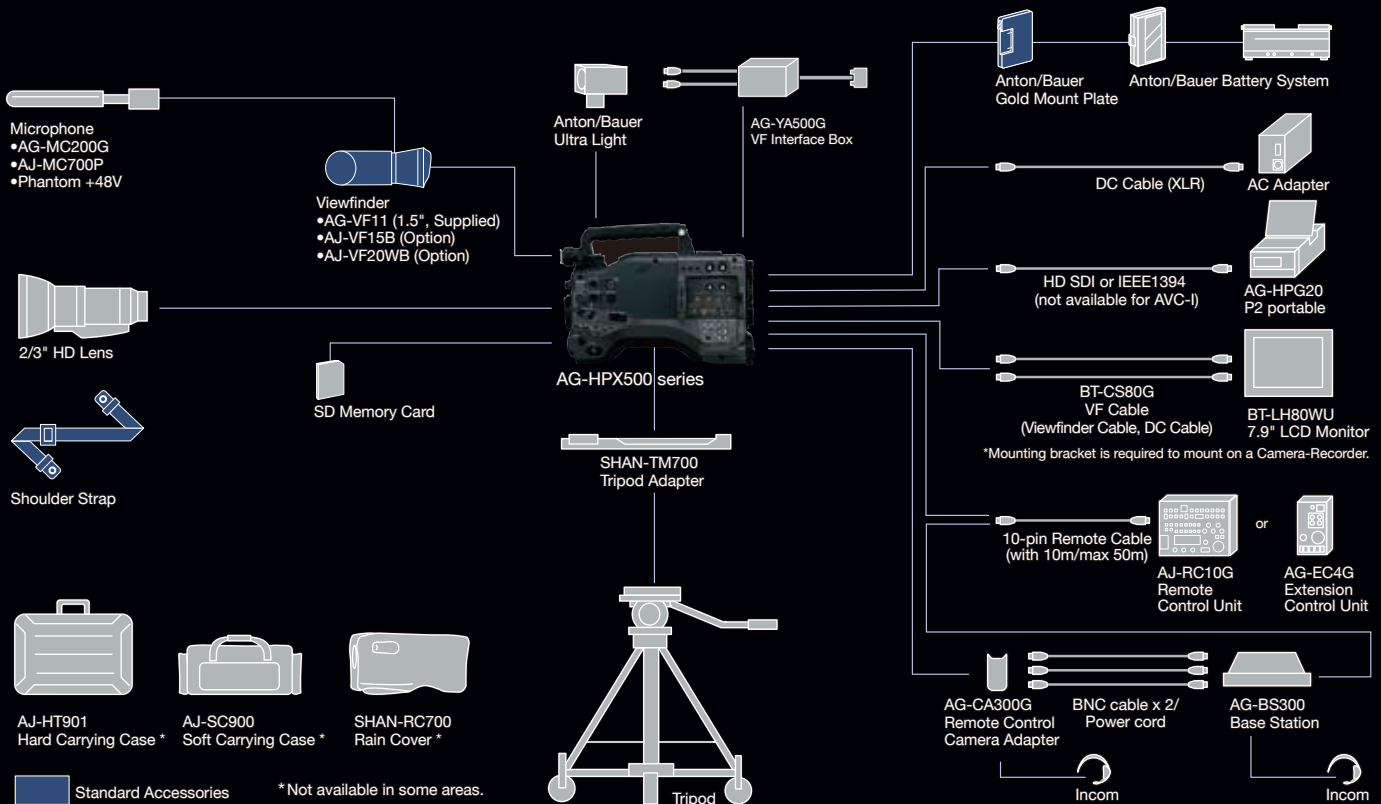 Microphone
•AG-MC200G
•AJ-MC700P
•Phantom +48V
Viewfinder
•AG-VF11 (1.5", Supplied)
•AJ-VF15B (Option)
•AJ-VF20WB (Option)
Anton/Bauer
Ultra Light
AG-YA500G
VF Interface Box
Anton/Bauer
Gold Mount Plate
Anton/Bauer Battery System
DC Cable (XLR)
AC Adapter
HD SDI or IEEE1394
(not available for AVC-I)
AG-HPG20
P2 portable
BT-CS80G
VF Cable
(Viewfinder Cable, DC Cable)
BT-LH80WU
7.9" LCD Monitor
*Mounting bracket is required to mount on a Camera-Recorder.
2/3" HD Lens
SD Memory Card
AG-HPX500 series
Shoulder Strap
SHAN-TM700
Tripod Adapter
10-pin Remote Cable
(with 10m/max 50m)
AJ-RC10G
Remote
Control Unit
or
AG-EC4G
Extension
Control Unit
AJ-HT901
Hard Carrying Case *
AJ-SC900
Soft Carrying Case *
SHAN-RC700
Rain Cover *
AG-CA300G
Remote Control
Camera Adapter
BNC cable x 2/
Power cord
AG-BS300
Base Station
Standard Accessories
*Not available in some areas.
Tripod
Incom
Incom